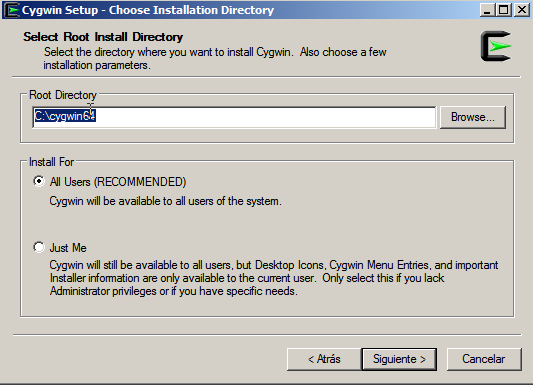 Cygwin Setup - Choose Installation Directory
Select Root Install Directory
Select the directory where you want to install Cygwin. Also choose a few
installation parameters.
Root Directory
C:\cygwin64
Browse...
Install For
All Users (RECOMMENDED)
Cygwin will be available to all users of the system.
Just Me
Cygwin will still be available to all users, but Desktop Icons, Cygwin Menu Entries, and important
Installer information are only available to the current user. Only select this if you lack
Administrator privileges or if you have specific needs.
< Atrás
Siguiente >
Cancelar